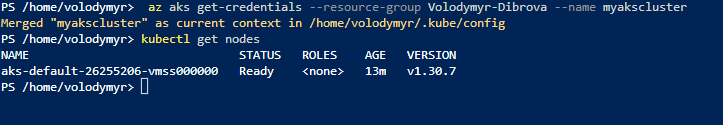 PS /home/volodymyr>  az aks get-credentials --resource-group Volodymyr-Dibrova --name myakscluster
Merged "myakscluster" as current context in /home/volodymyr/.kube/config
PS /home/volodymyr> kubectl get nodes
NAME                              STATUS   ROLES    AGE   VERSION
aks-default-26255206-vmss000000   Ready    <none>   13m   v1.30.7
PS /home/volodymyr>